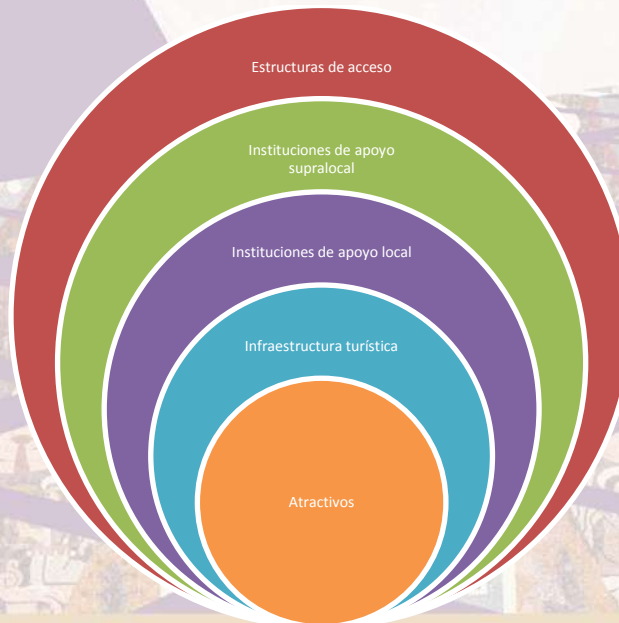 Estructuras de acceso
Instituciones de apoyo
supralocal
Instituciones de apoyo local
Infraestructura turística
Atractivos